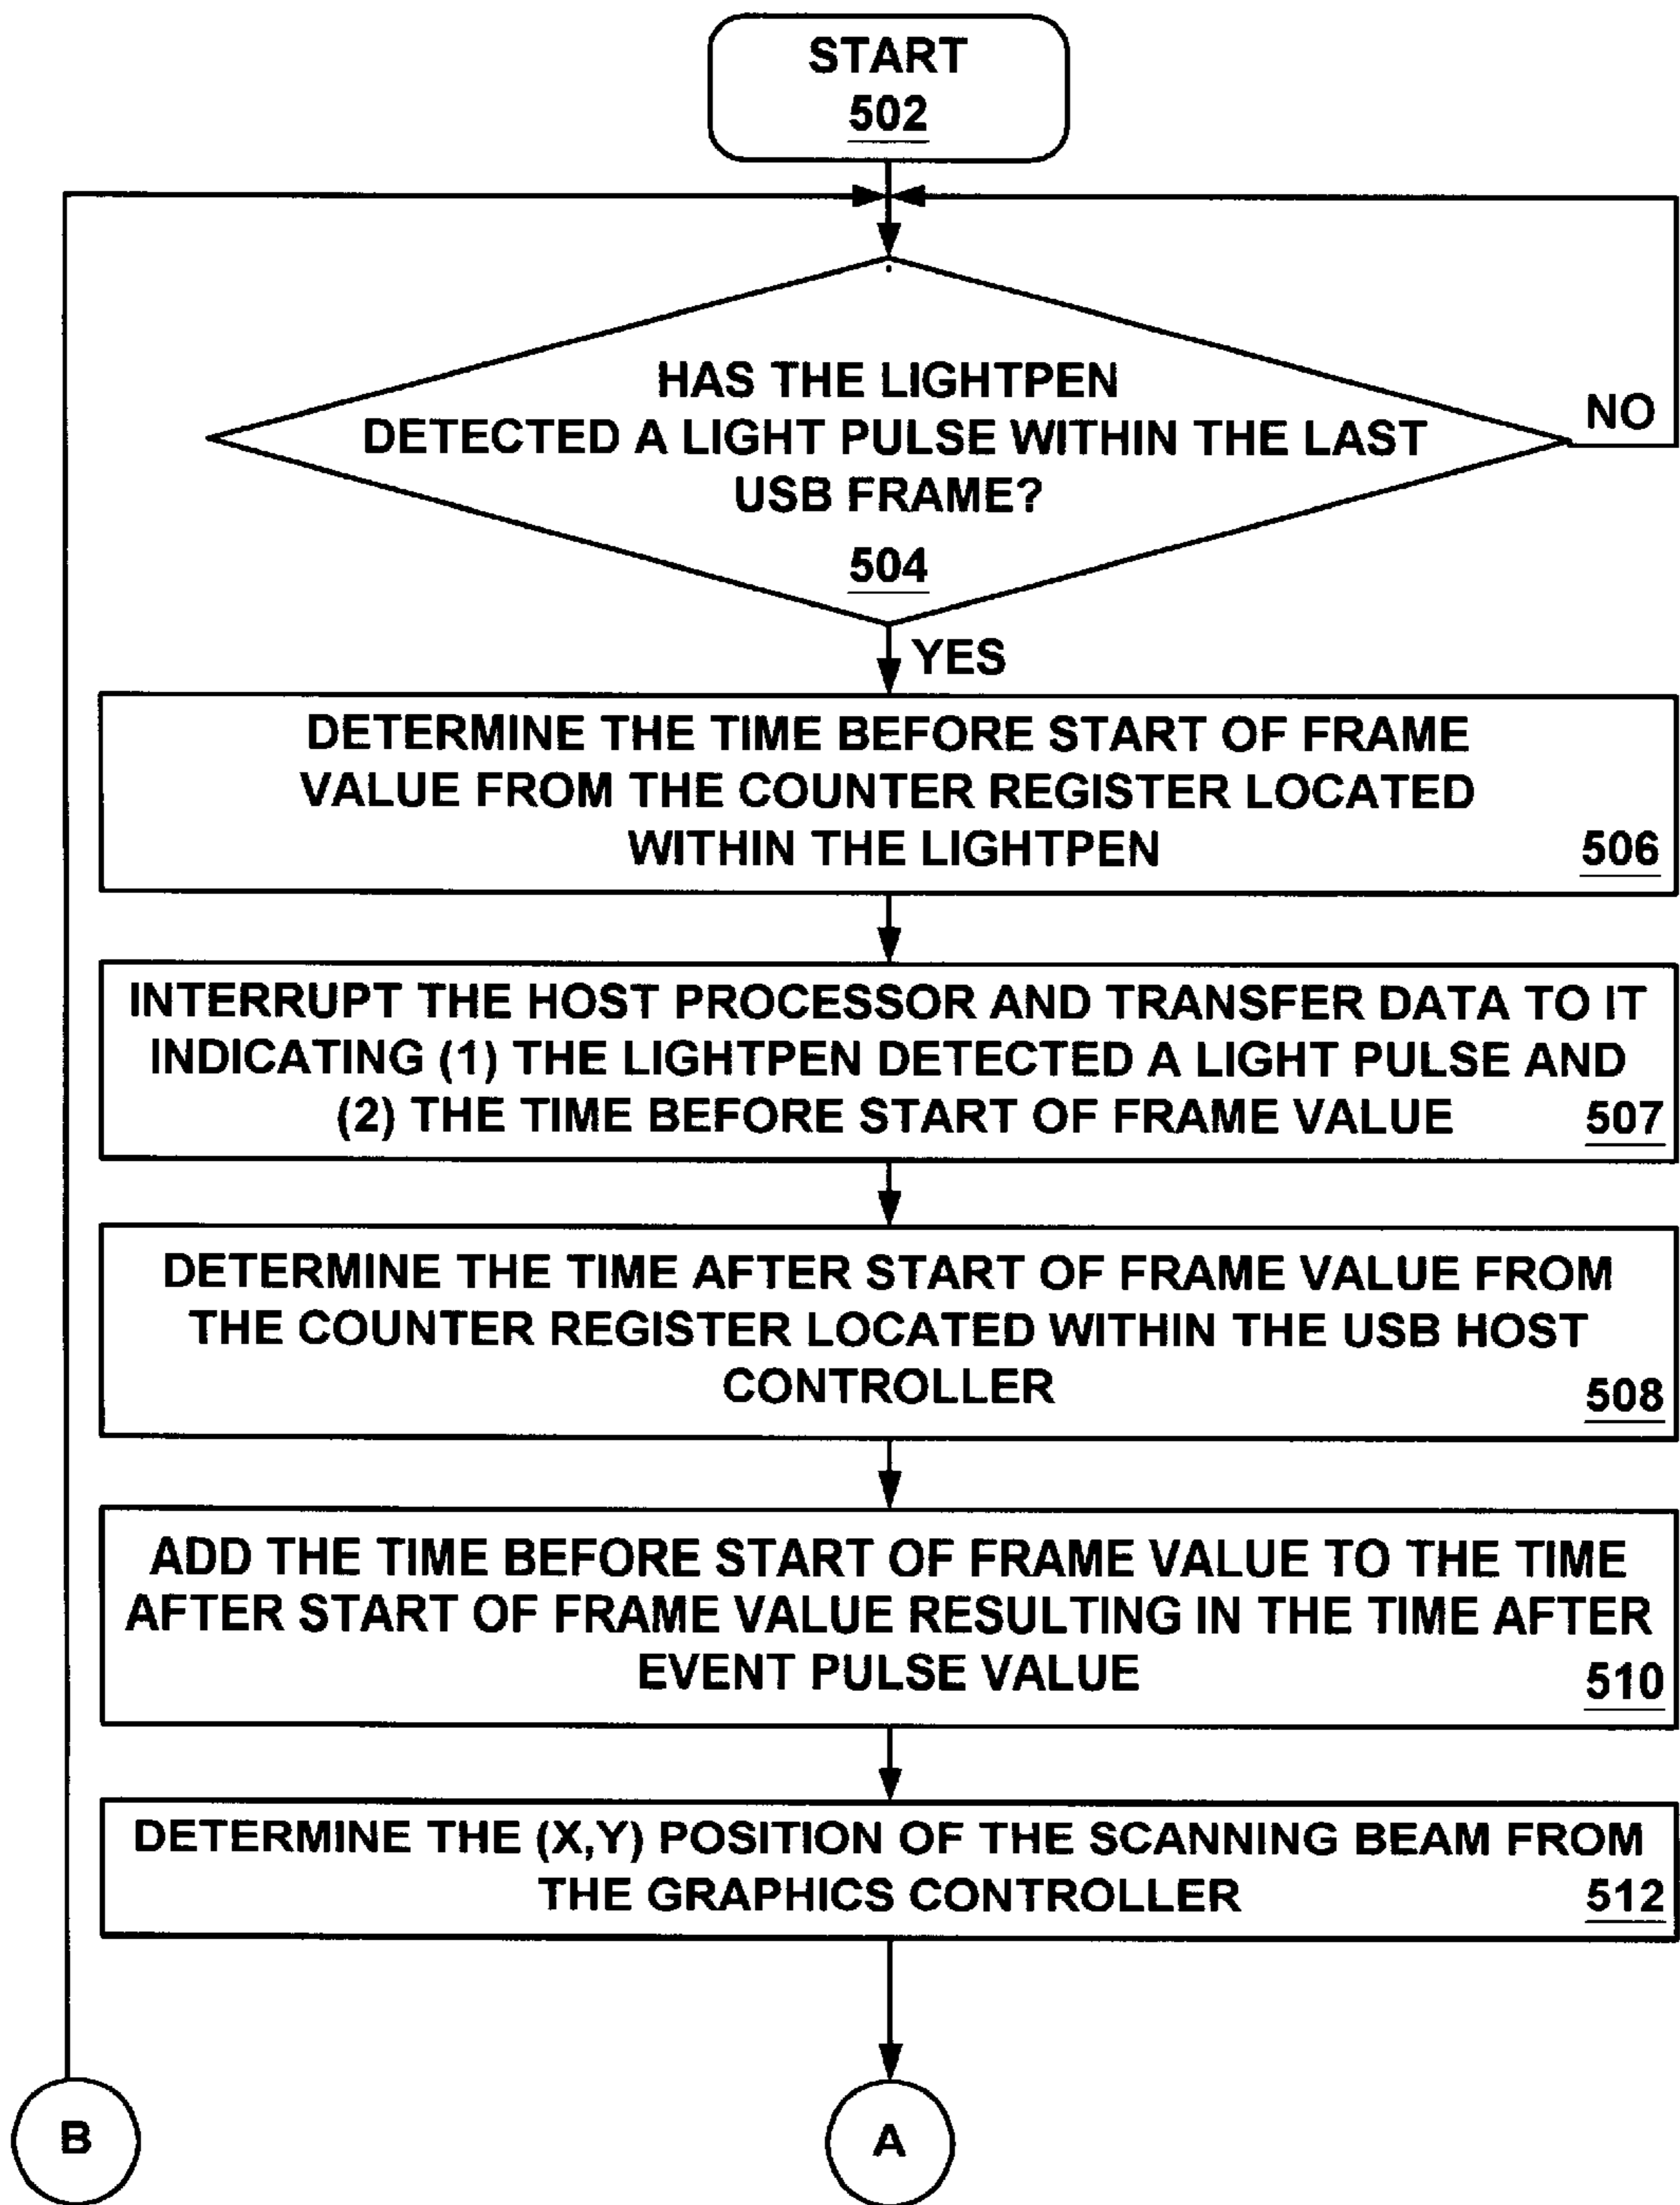 START
502
HAS THE LIGHTPEN
DETECTED A LIGHT PULSE WITHIN THE LAST
USB FRAME?
504
NO
YES
DETERMINE THE TIME BEFORE START OF FRAME
VALUE FROM THE COUNTER REGISTER LOCATED
WITHIN THE LIGHTPEN
506
INTERRUPT THE HOST PROCESSOR AND TRANSFER DATA TO IT
INDICATING (1) THE LIGHTPEN DETECTED A LIGHT PULSE AND
(2) THE TIME BEFORE START OF FRAME VALUE
507
DETERMINE THE TIME AFTER START OF FRAME VALUE FROM
THE COUNTER REGISTER LOCATED WITHIN THE USB HOST
CONTROLLER
508
ADD THE TIME BEFORE START OF FRAME VALUE TO THE TIME
AFTER START OF FRAME VALUE RESULTING IN THE TIME AFTER
EVENT PULSE VALUE
510
DETERMINE THE (X,Y) POSITION OF THE SCANNING BEAM FROM
THE GRAPHICS CONTROLLER
512
B
A